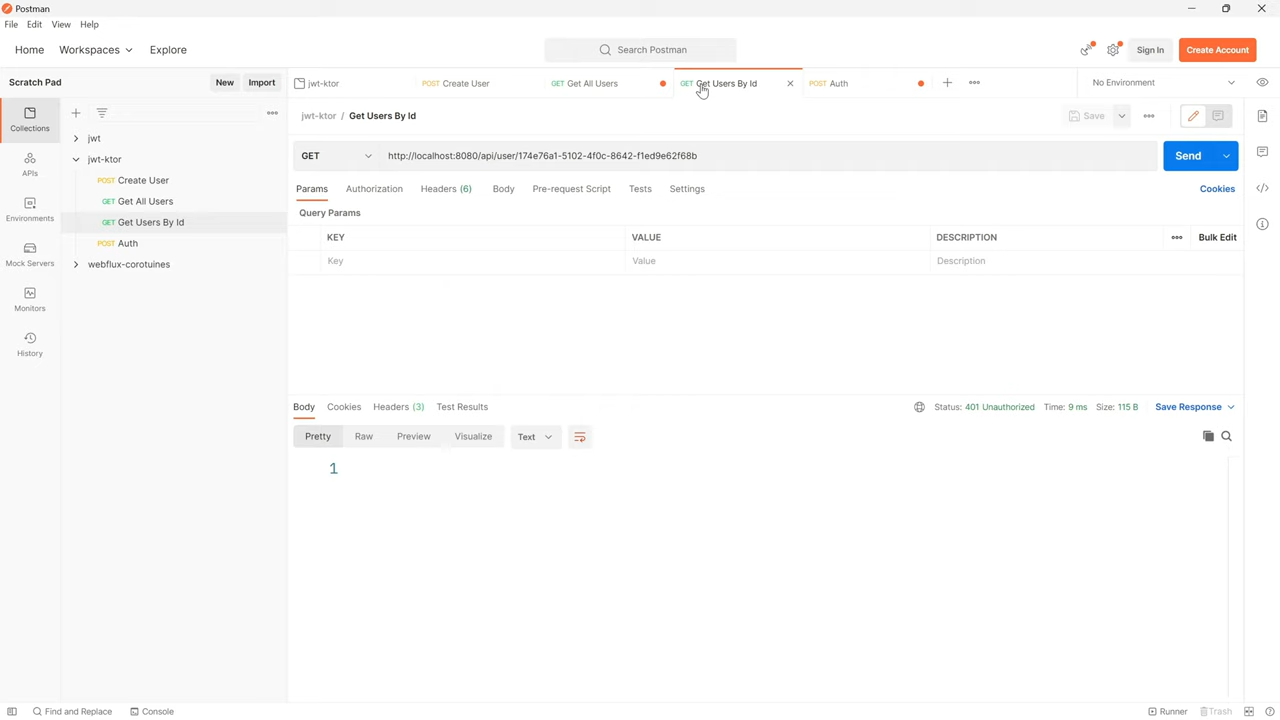 Postman
File Edit View Help
Home Workspaces Explore
Search Postman
Sign In
Create Account
Scratch Pad
New
Import
jwt-ktor
POST Create User
GET Get All Users
GET Get Users By Id
POST Auth
No Environment
Collections
APIs
Environments
Mock Servers
Monitors
History
jwt
jwt-ktor
POST Create User
GET Get All Users
GET Get Users By Id
POST Auth
webflux-corotuines
jwt-ktor / Get Users By Id
Save
GET
http://localhost:8080/api/user/174e76a1-5102-4f0c-8642-f1ed9e62f68b
Send
Params Authorization Headers (6) Body Pre-request Script Tests Settings
Cookies
Query Params
KEY VALUE DESCRIPTION
Bulk Edit
Key Value Description
Body Cookies Headers (3) Test Results
Status: 401 Unauthorized Time: 9 ms Size: 115 B
Save Response
Pretty Raw Preview Visualize Text
1
Find and Replace
Console
Runner
Trash